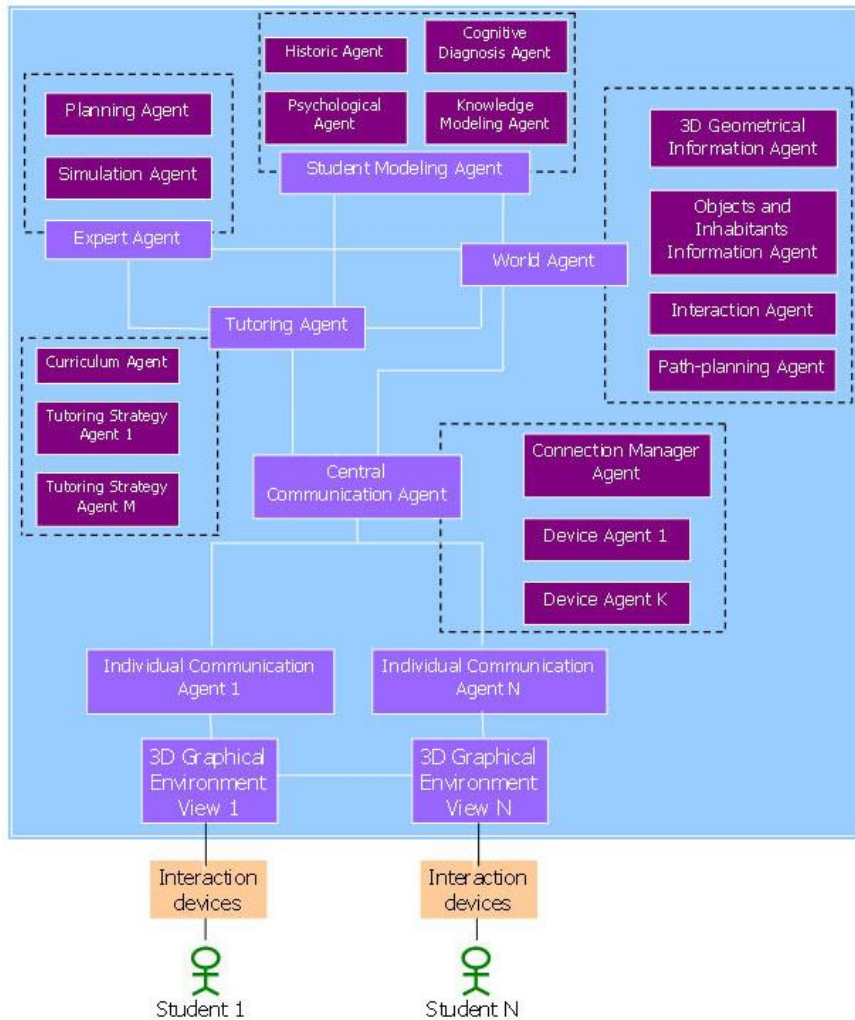 Historic Agent
Cognitive
Diagnosis Agent
Psychological
Agent
Knowledge
Modeling Agent
Student Modeling Agent
Planning Agent
Simulation Agent
Expert Agent
3D Geometrical
Information Agent
Objects and
Inhabitants
Information Agent
Interaction Agent
Path-planning Agent
World Agent
Tutoring Agent
Curriculum Agent
Tutoring Strategy
Agent 1
Tutoring Strategy
Agent M
Central
Communication Agent
Connection Manager
Agent
Device Agent 1
Device Agent K
Individual Communication
Agent 1
Individual Communication
Agent N
3D Graphical
Environment
View 1
3D Graphical
Environment
View N
Interaction
devices
Interaction
devices
Student 1
Student N